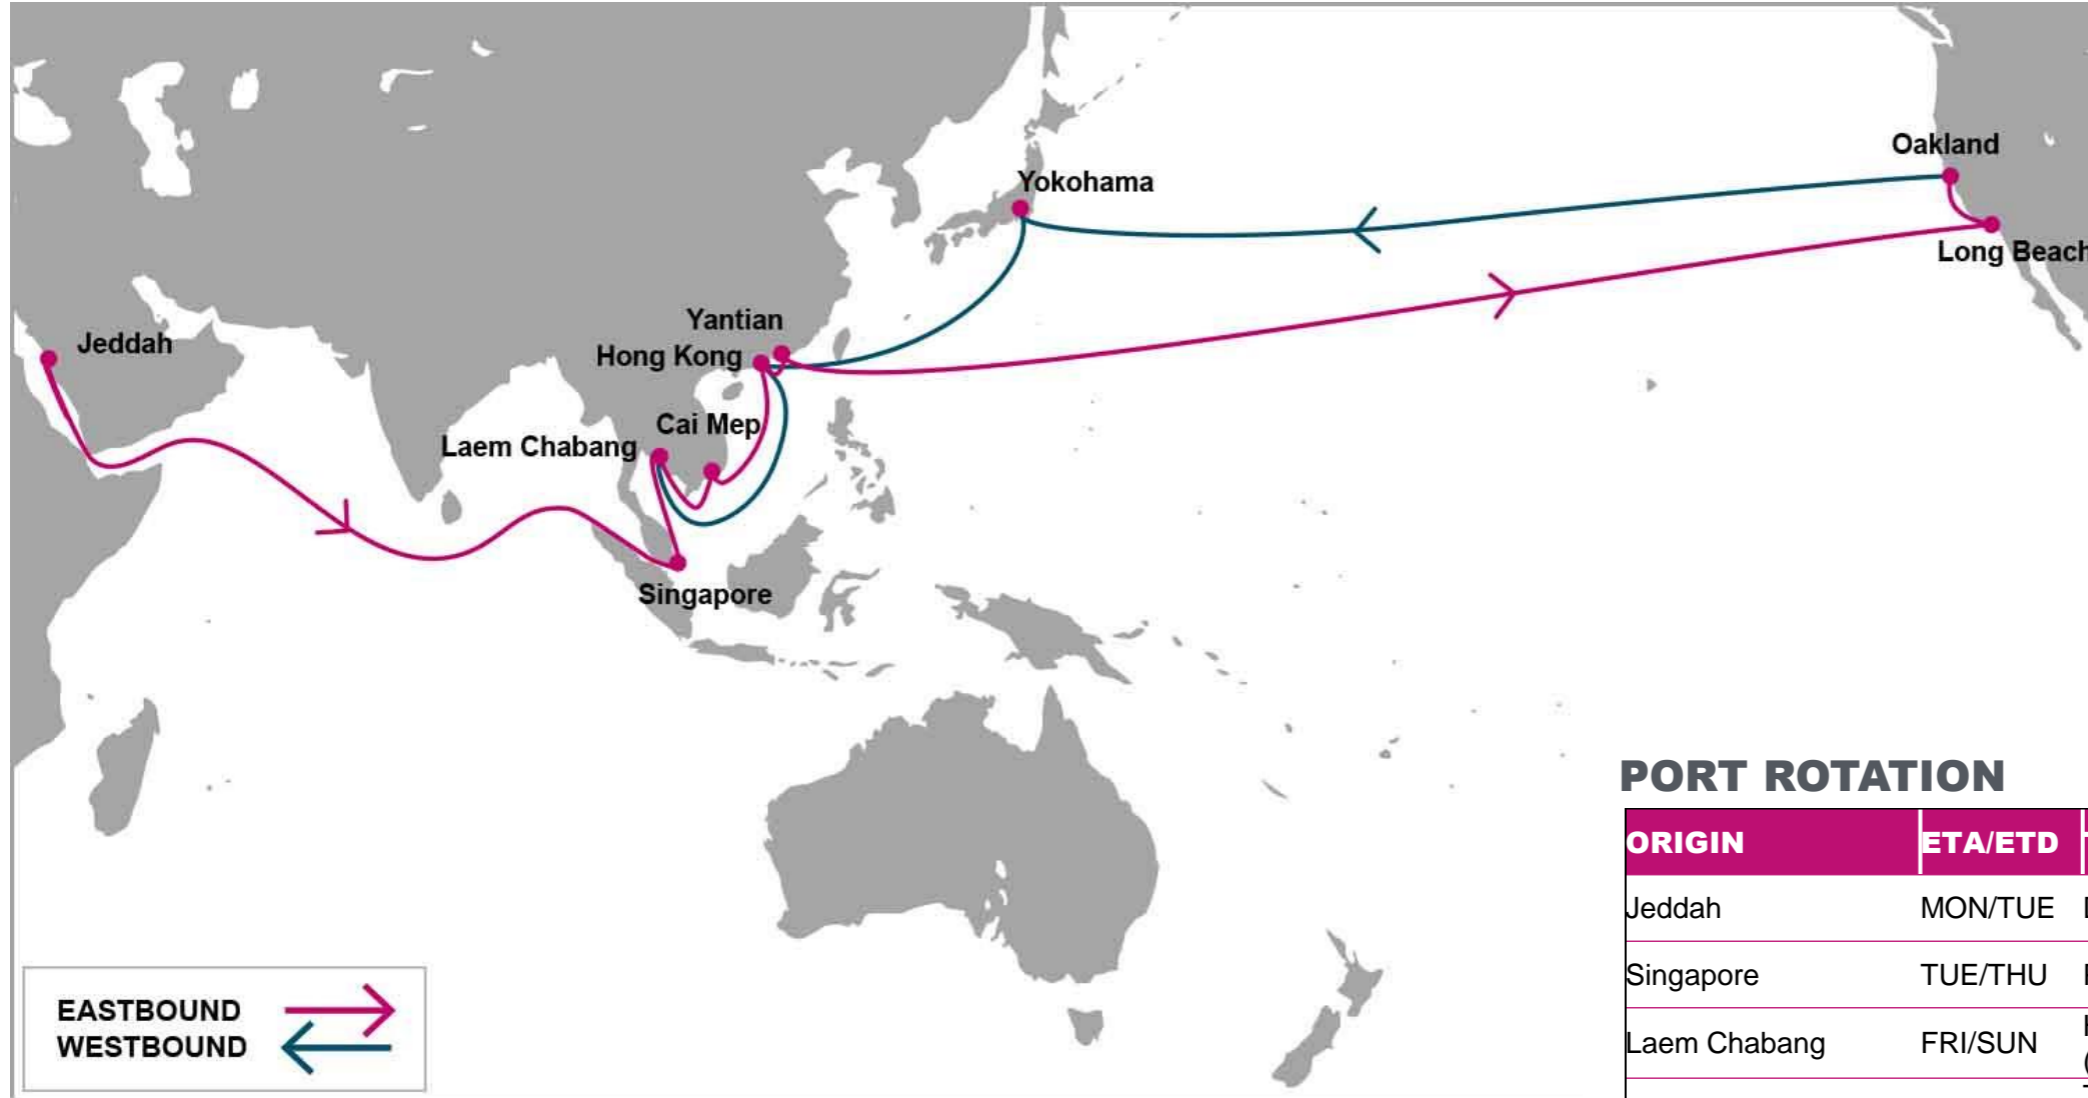 Oakland
Yokohama
Long Beach
Yantian
Jeddah
Hong Kong
Cai Mep
Laem Chabang
Singapore
PORT ROTATION
ORIGIN ETA/ETD
Jeddah MON/TUE
Singapore TUE/THU
Laem Chabang FRI/SUN
EASTBOUND
WESTBOUND